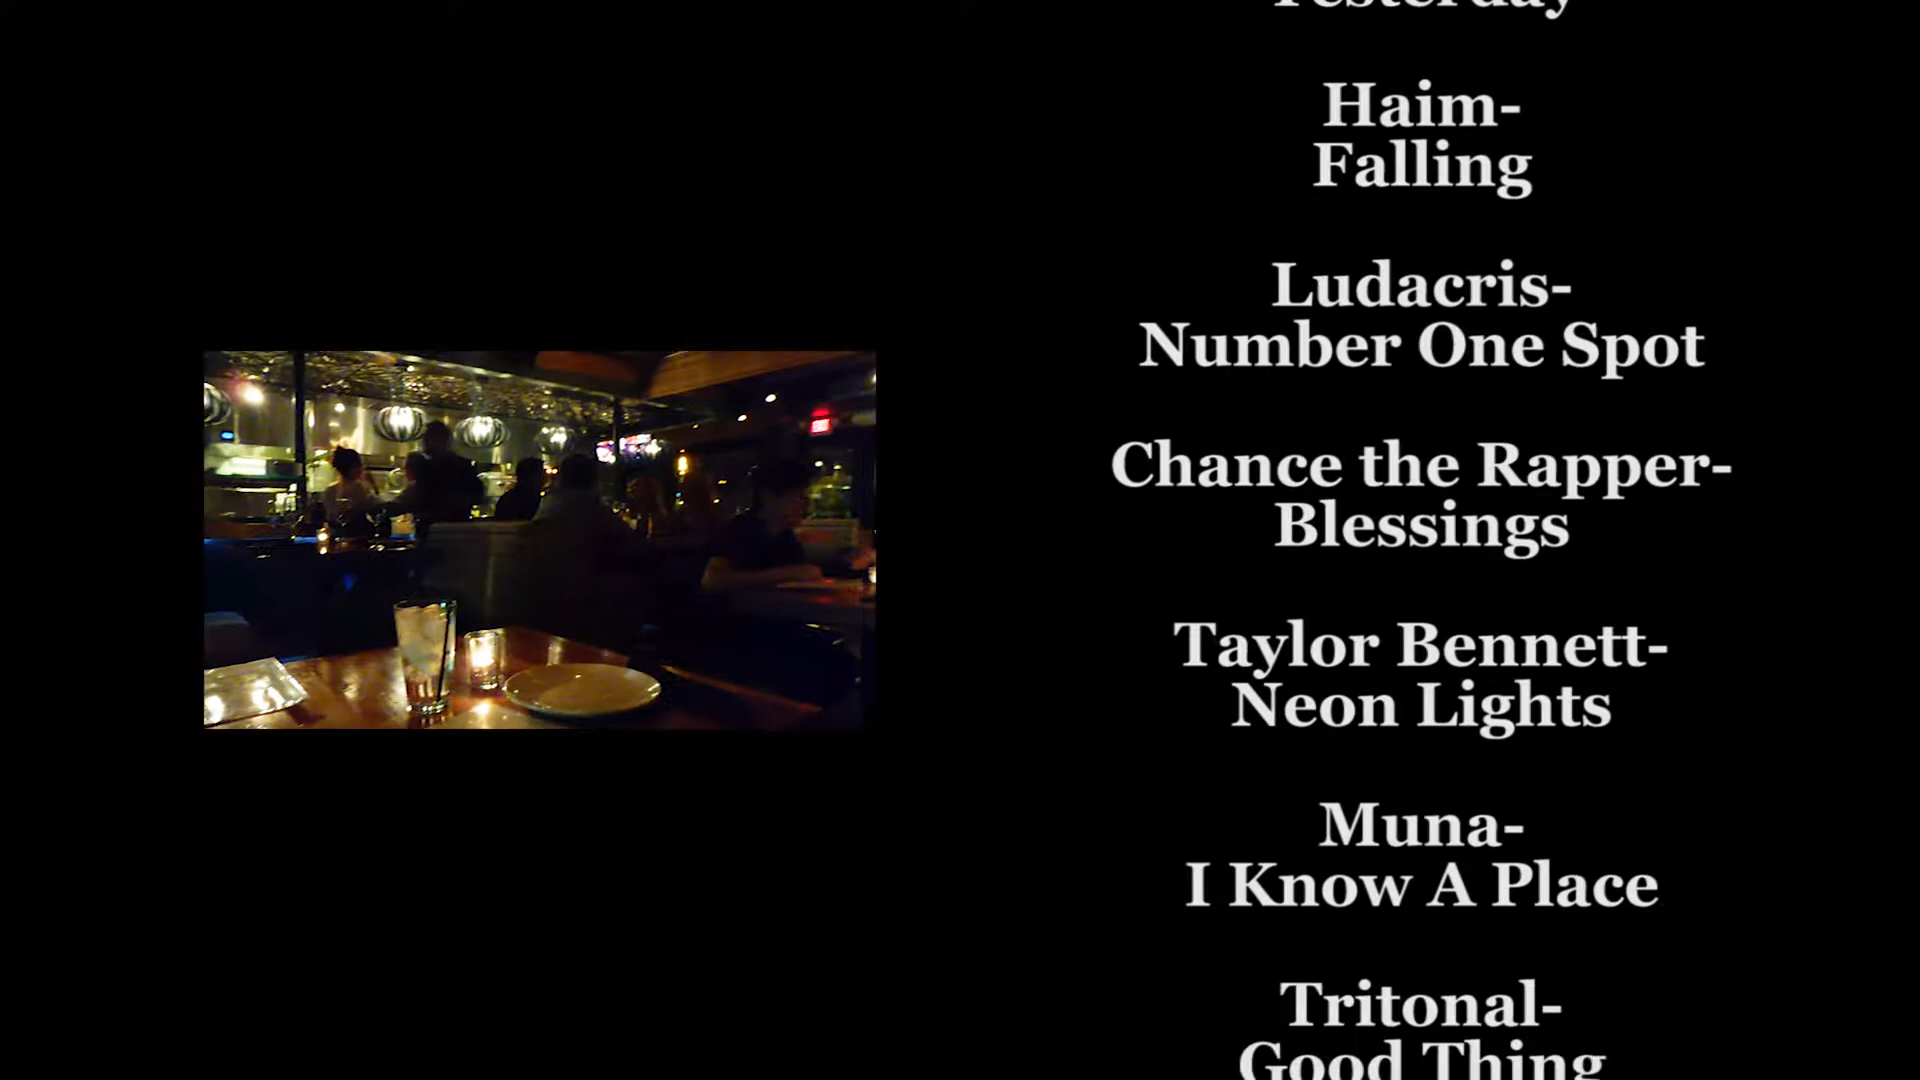 Yesterday
Haim-
Falling
Ludacris-
Number One Spot
Chance the Rapper-
Blessings
Taylor Bennett-
Neon Lights
Muna-
I Know A Place
Tritonal-
Good Thing